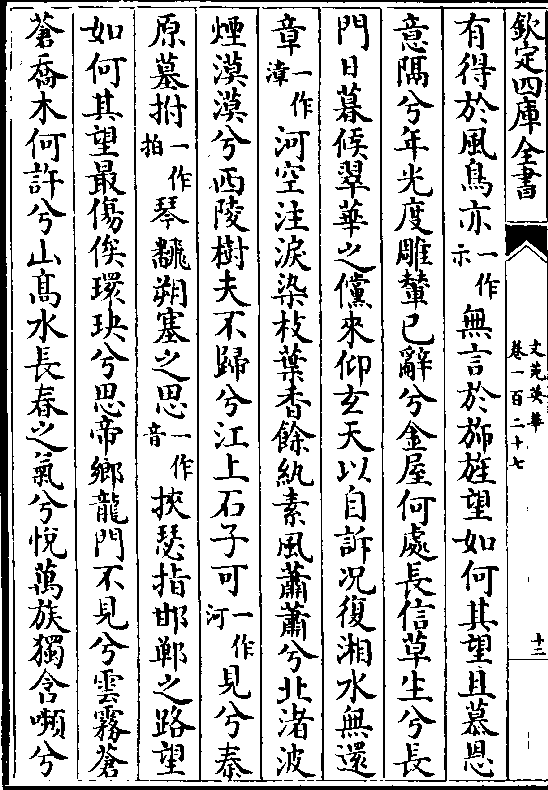 欽定四庫全書
文苑英華
卷一百二十七
十三
有得於風鳥亦一作示無言於斾旌望如何其望且慕恩
意隔兮年光度雕輦已辭兮金屋何處長信草生兮長
門日暮候翠華之儻來仰玄天以自訴况復湘水無還
章一作漳河空注淚染枝葉香餘紈素風蕭蕭兮北渚波
煙漠漠兮西陵樹夫不歸兮江上石子可一作河見兮秦
原墓拊一作拍琴飜朔塞之思一作音挾瑟指邯鄲之路望
如何其望最傷俟環玦兮思帝鄉龍門不見兮雲霧蒼
蒼喬木何許兮山髙水長春之氣兮悅萬族獨含嚬兮